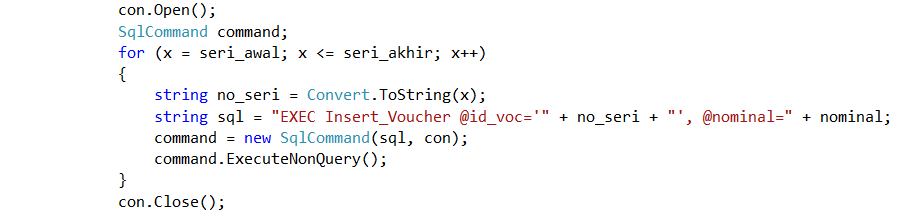 con.Open();
SqlCommand command;
for (x = seri_awal; x <= seri_akhir; x++)
{
string no_seri = Convert.ToString(x);
string sql = "EXEC Insert_Voucher @id_voc='" + no_seri + "', @nominal=" + nominal;
command = new SqlCommand(sql, con);
command.ExecuteNonQuery();
}
con.Close();